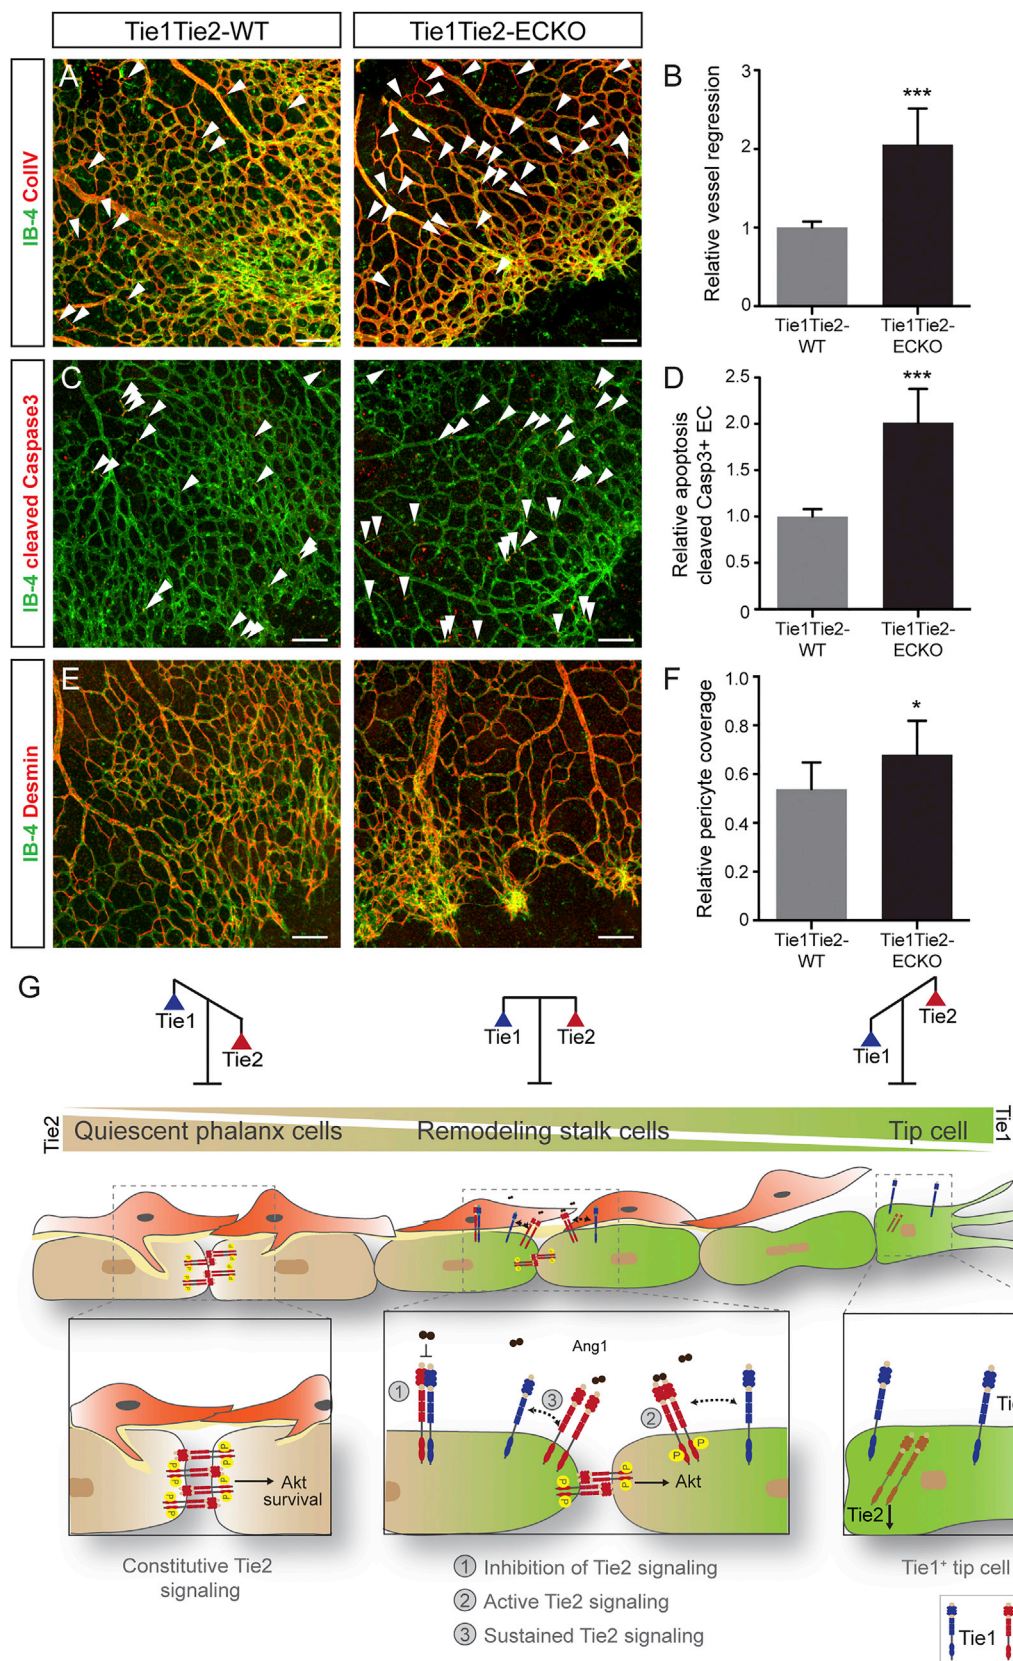 Tie1Tie2-WT
Tie1Tie2-ECKO
IB-4 ColIV
A
B
Relative vessel regression
3
2
1
0
***
Tie1Tie2-
WT
Tie1Tie2-
ECKO
IB-4 cleaved Caspase3
C
D
Relative apoptosis
cleaved Casp3+ EC
2.5
2.0
1.5
1.0
0.5
0
***
Tie1Tie2-
WT
Tie1Tie2-
ECKO
IB-4 Desmin
E
F
Relative pericyte coverage
1.0
0.8
0.6
0.4
0.2
0
*
Tie1Tie2-
WT
Tie1Tie2-
ECKO
G
Tie1
Tie2
Tie1
Tie2
Tie2
Tie1
Tie2
Quiescent phalanx cells
Remodeling stalk cells
Tip cell
Tie1
P P P P P P P P
P P
P P P P P P P P
Akt
survival
1
Ang1
3
2
P P
P P P P
Akt
Tie2
Constitutive Tie2
signaling
1 Inhibition of Tie2 signaling
2 Active Tie2 signaling
3 Sustained Tie2 signaling
Tie1+ tip cell
Tie1